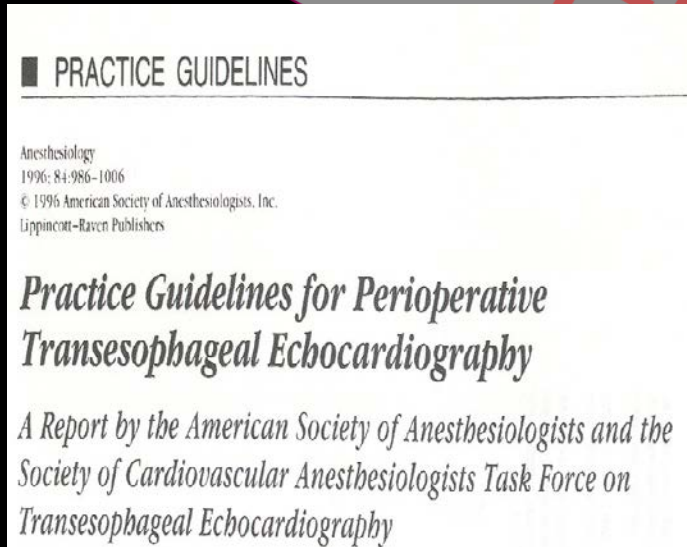 PRACTICE GUIDELINES
Anesthesiology
1996; 84:986–1006
© 1996 American Society of Anesthesiologists, Inc.
Lippincott–Raven Publishers
Practice Guidelines for Perioperative
Transesophageal Echocardiography
A Report by the American Society of Anesthesiologists and the
Society of Cardiovascular Anesthesiologists Task Force on
Transesophageal Echocardiography